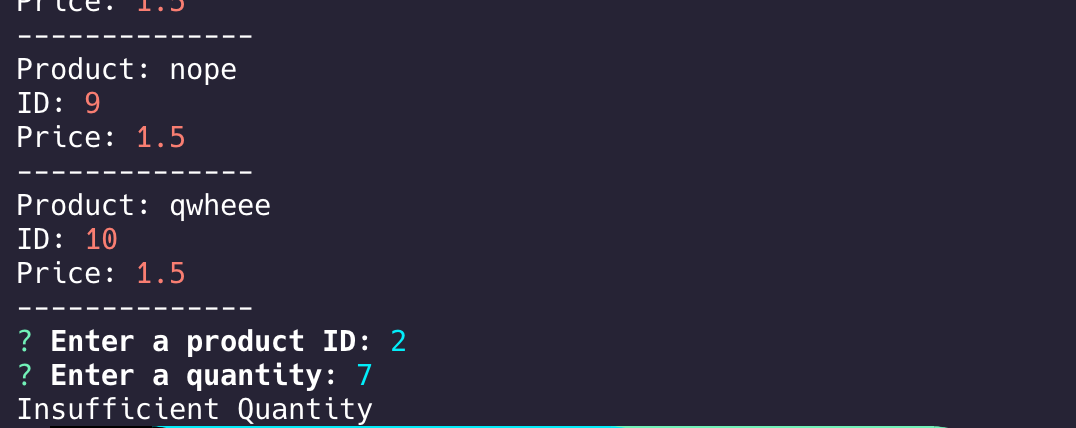 Price: 1.5
--------------
Product: nope
ID: 9
Price: 1.5
--------------
Product: qwheee
ID: 10
Price: 1.5
--------------
? Enter a product ID: 2
? Enter a quantity: 7
Insufficient Quantity